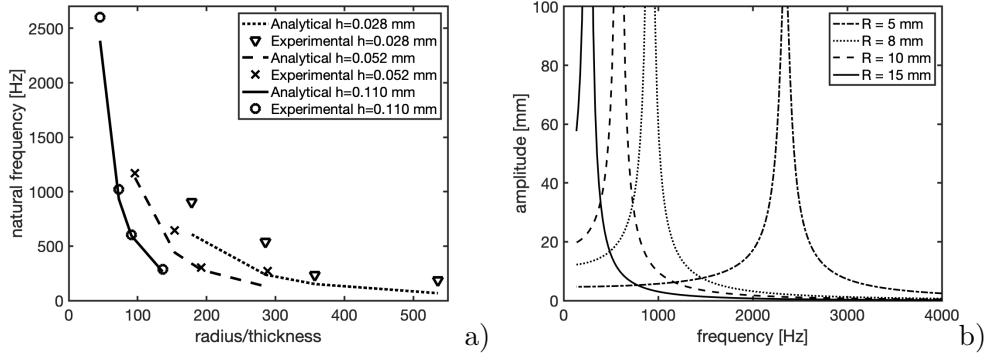 2500
2000
1500
1000
500
0
natural frequency [Hz]
0
100
200
300
400
500
radius/thickness
Analytical h=0.028 mm
Experimental h=0.028 mm
Analytical h=0.052 mm
Experimental h=0.052 mm
Analytical h=0.110 mm
Experimental h=0.110 mm
a)
100
80
60
40
20
0
amplitude [mm]
0
1000
2000
3000
4000
frequency [Hz]
R = 5 mm
R = 8 mm
R = 10 mm
R = 15 mm
b)